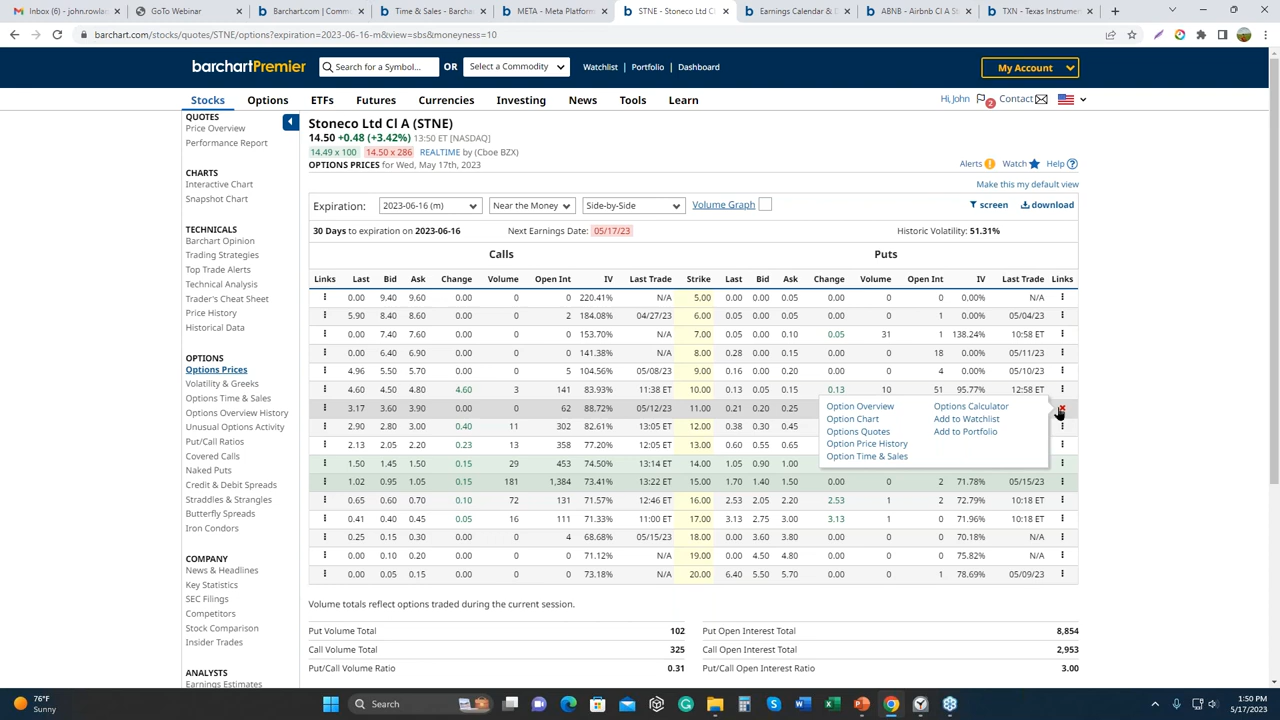 Inbox (6) - john.rowlan
GoTo Webinar
Barchart.com | Comm
Time & Sales - Barcha
META - Meta Platform
STNE - Stoneco Ltd Cl
Earnings Calendar & D
ABNB - Airbnb Cl A St
TXN - Texas Instrumen
barchart.com/stocks/quotes/STNE/options?expiration=2023-06-16-m&view=sbs&moneyness=10
barchartPremier Search for a Symbol... OR Select a Commodity Watchlist Portfolio Dashboard My Account
Stocks Options ETFs Futures Currencies Investing News Tools Learn Hi, John 2 Contact
QUOTES
Price Overview
Performance Report
CHARTS
Interactive Chart
Snapshot Chart
TECHNICALS
Barchart Opinion
Trading Strategies
Top Trade Alerts
Technical Analysis
Trader's Cheat Sheet
Price History
Historical Data
OPTIONS
Options Prices
Volatility & Greeks
Options Time & Sales
Options Overview History
Unusual Options Activity
Put/Call Ratios
Covered Calls
Naked Puts
Credit & Debit Spreads
Straddles & Strangles
Butterfly Spreads
Iron Condors
COMPANY
News & Headlines
Key Statistics
SEC Filings
Competitors
Stock Comparison
Insider Trades
ANALYSTS
Earnings Estimates
Stoneco Ltd Cl A (STNE)
14.50 +0.48 (+3.42%) 13:50 ET [NASDAQ]
14.49 x 100 14.50 x 286 REALTIME by (Cboe BZX)
OPTIONS PRICES for Wed, May 17th, 2023
Alerts Watch Help
Make this my default view
Expiration: 2023-06-16 (m) Near the Money Side-by-Side Volume Graph screen download
30 Days to expiration on 2023-06-16 Next Earnings Date: 05/17/23 Historic Volatility: 51.31%
Calls Puts
Links Last Bid Ask Change Volume Open Int IV Last Trade Strike Last Bid Ask Change Volume Open Int IV Last Trade Links
0.00 9.40 9.60 0.00 0 0 220.41% N/A 5.00 0.00 0.00 0.05 0.00 0 0 0.00% N/A
5.90 8.40 8.60 0.00 0 2 184.08% 04/27/23 6.00 0.05 0.00 0.05 0.00 0 1 0.00% 05/04/23
0.00 7.40 7.60 0.00 0 0 153.70% N/A 7.00 0.05 0.00 0.10 0.05 31 1 138.24% 10:58 ET
0.00 6.40 6.90 0.00 0 0 141.38% N/A 8.00 0.28 0.00 0.15 0.00 0 18 0.00% 05/11/23
4.96 5.50 5.70 0.00 0 5 104.56% 05/08/23 9.00 0.16 0.00 0.20 0.00 0 4 0.00% 05/10/23
4.60 4.50 4.80 4.60 3 141 83.93% 11:38 ET 10.00 0.13 0.05 0.15 0.13 10 51 95.77% 12:58 ET
3.17 3.60 3.90 0.00 0 62 88.72% 05/12/23 11.00 0.21 0.20 0.25
2.90 2.80 3.00 0.40 11 302 82.61% 13:05 ET 12.00 0.38 0.30 0.45
2.13 2.05 2.20 0.23 13 358 77.20% 12:05 ET 13.00 0.60 0.55 0.65
1.50 1.45 1.50 0.15 29 453 74.50% 13:14 ET 14.00 1.05 0.90 1.00
1.02 0.95 1.05 0.15 181 1,384 73.41% 13:22 ET 15.00 1.70 1.40 1.50 0.00 0 2 71.78% 05/15/23
0.65 0.60 0.70 0.10 72 131 71.57% 12:46 ET 16.00 2.53 2.05 2.20 2.53 1 2 72.79% 10:18 ET
0.41 0.40 0.45 0.05 16 111 71.33% 11:00 ET 17.00 3.13 2.75 3.00 3.13 1 0 71.96% 10:18 ET
0.25 0.15 0.30 0.00 0 4 68.68% 05/15/23 18.00 0.00 3.60 3.80 0.00 0 0 70.18% N/A
0.00 0.10 0.20 0.00 0 0 71.12% N/A 19.00 0.00 4.50 4.80 0.00 0 0 75.82% N/A
0.00 0.05 0.15 0.00 0 0 73.18% N/A 20.00 6.40 5.50 5.70 0.00 0 1 78.69% 05/09/23
Option Overview Options Calculator
Option Chart Add to Watchlist
Options Quotes Add to Portfolio
Option Price History
Option Time & Sales
Volume totals reflect options traded during the current session.
Put Volume Total 102 Put Open Interest Total 8,854
Call Volume Total 325 Call Open Interest Total 2,953
Put/Call Volume Ratio 0.31 Put/Call Open Interest Ratio 3.00
76°F
Sunny
Search
1:50 PM
5/17/2023